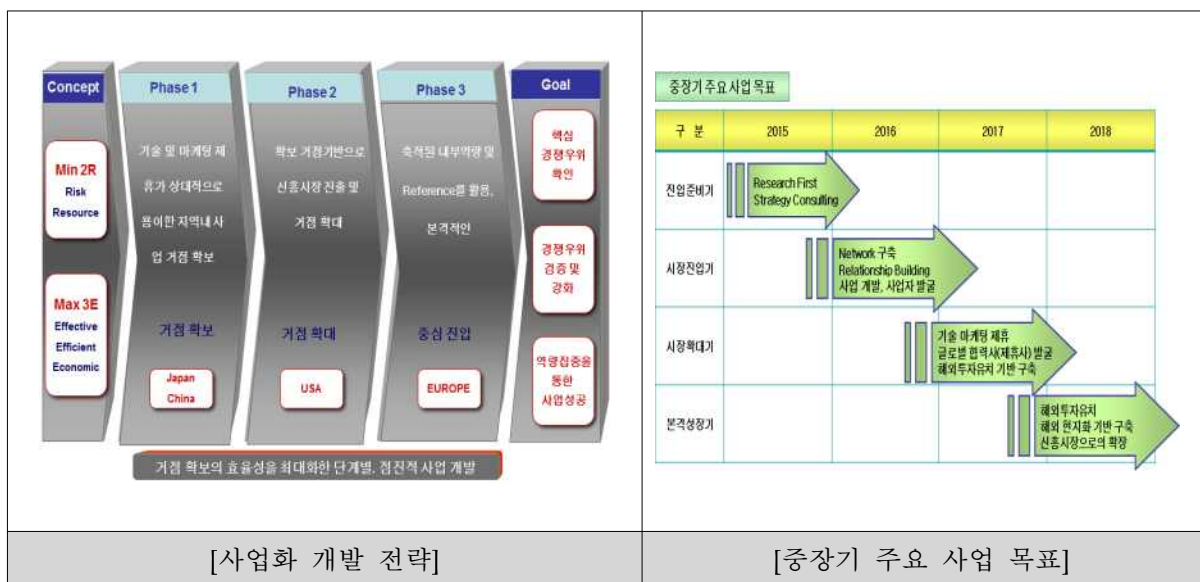 Concept
Min 2R
Risk
Resource
Max 3E
Effective
Efficient
Economic
Phase 1
기술 및 마케팅 제
휴가 상대적으로
용이한 지역내 사
업 거점 확보
거점 확보
Japan
China
Phase 2
확보 거점기반으로
신흥시장 진출 및
거점 확대
거점 확대
USA
Phase 3
축적된 내부역량 및
Reference를 활용,
본격적인
중심 진입
EUROPE
Goal
핵심
경쟁우위
확인
경쟁우위
검증 및
강화
역량집중을
통한
사업성공
거점 확보의 효율성을 최대화한 단계별, 점진적 사업 개발
[사업화 개발 전략]
중장기 주요 사업 목표
구 분 2015 2016 2017 2018
진입준비기
Research First
Strategy Consulting
시장진입기
Network 구축
Relationship Building
사업 개발, 사업자 발굴
시장확대기
기술 마케팅 제휴
글로벌 협력사(제휴사) 발굴
해외투자유치 기반 구축
본격성장기
해외투자유치
해외 현지화 기반 구축
신흥시장으로의 확장
[중장기 주요 사업 목표]